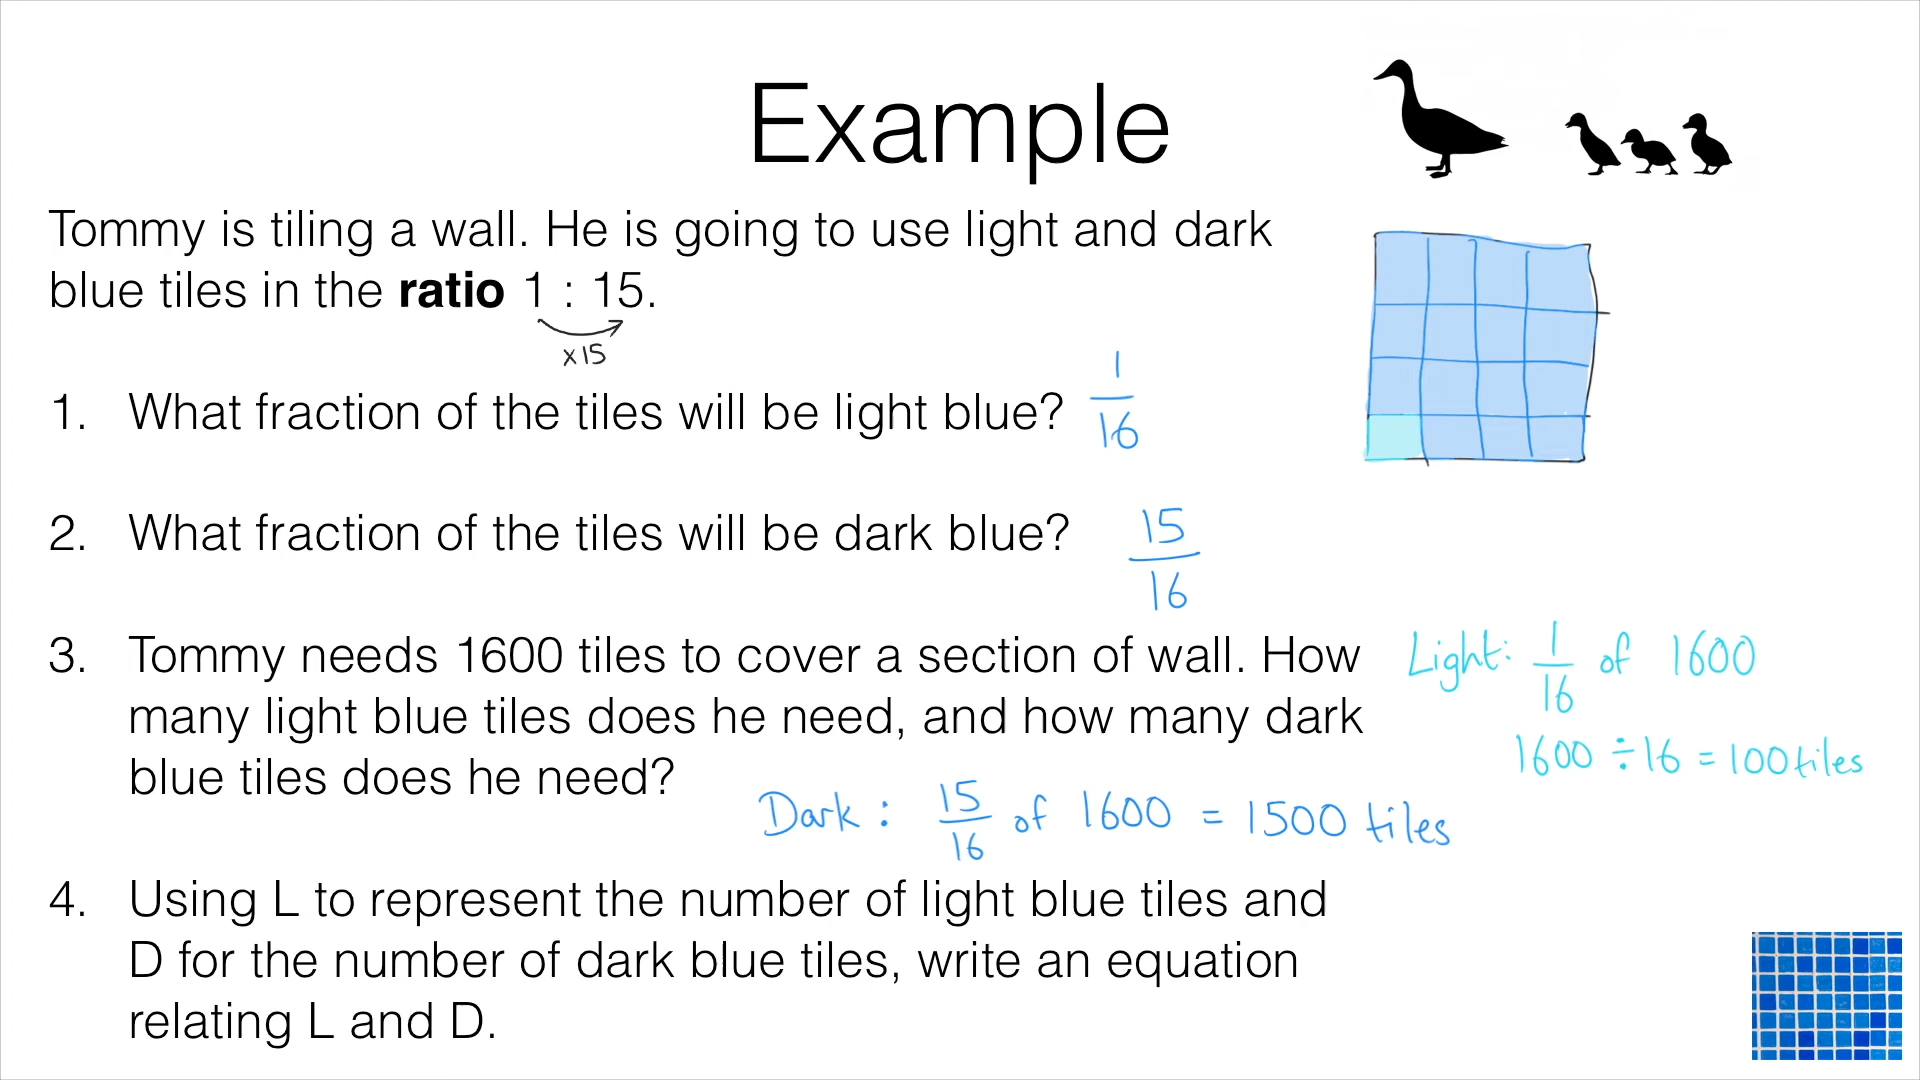 Example
Tommy is tiling a wall. He is going to use light and dark
blue tiles in the ratio 1 : 15.
x15
1. What fraction of the tiles will be light blue? 1/16
2. What fraction of the tiles will be dark blue? 15/16
3. Tommy needs 1600 tiles to cover a section of wall. How
many light blue tiles does he need, and how many dark
blue tiles does he need?
Light: 1/16 of 1600
1600 ÷ 16 = 100 tiles
Dark: 15/16 of 1600 = 1500 tiles
4. Using L to represent the number of light blue tiles and
D for the number of dark blue tiles, write an equation
relating L and D.